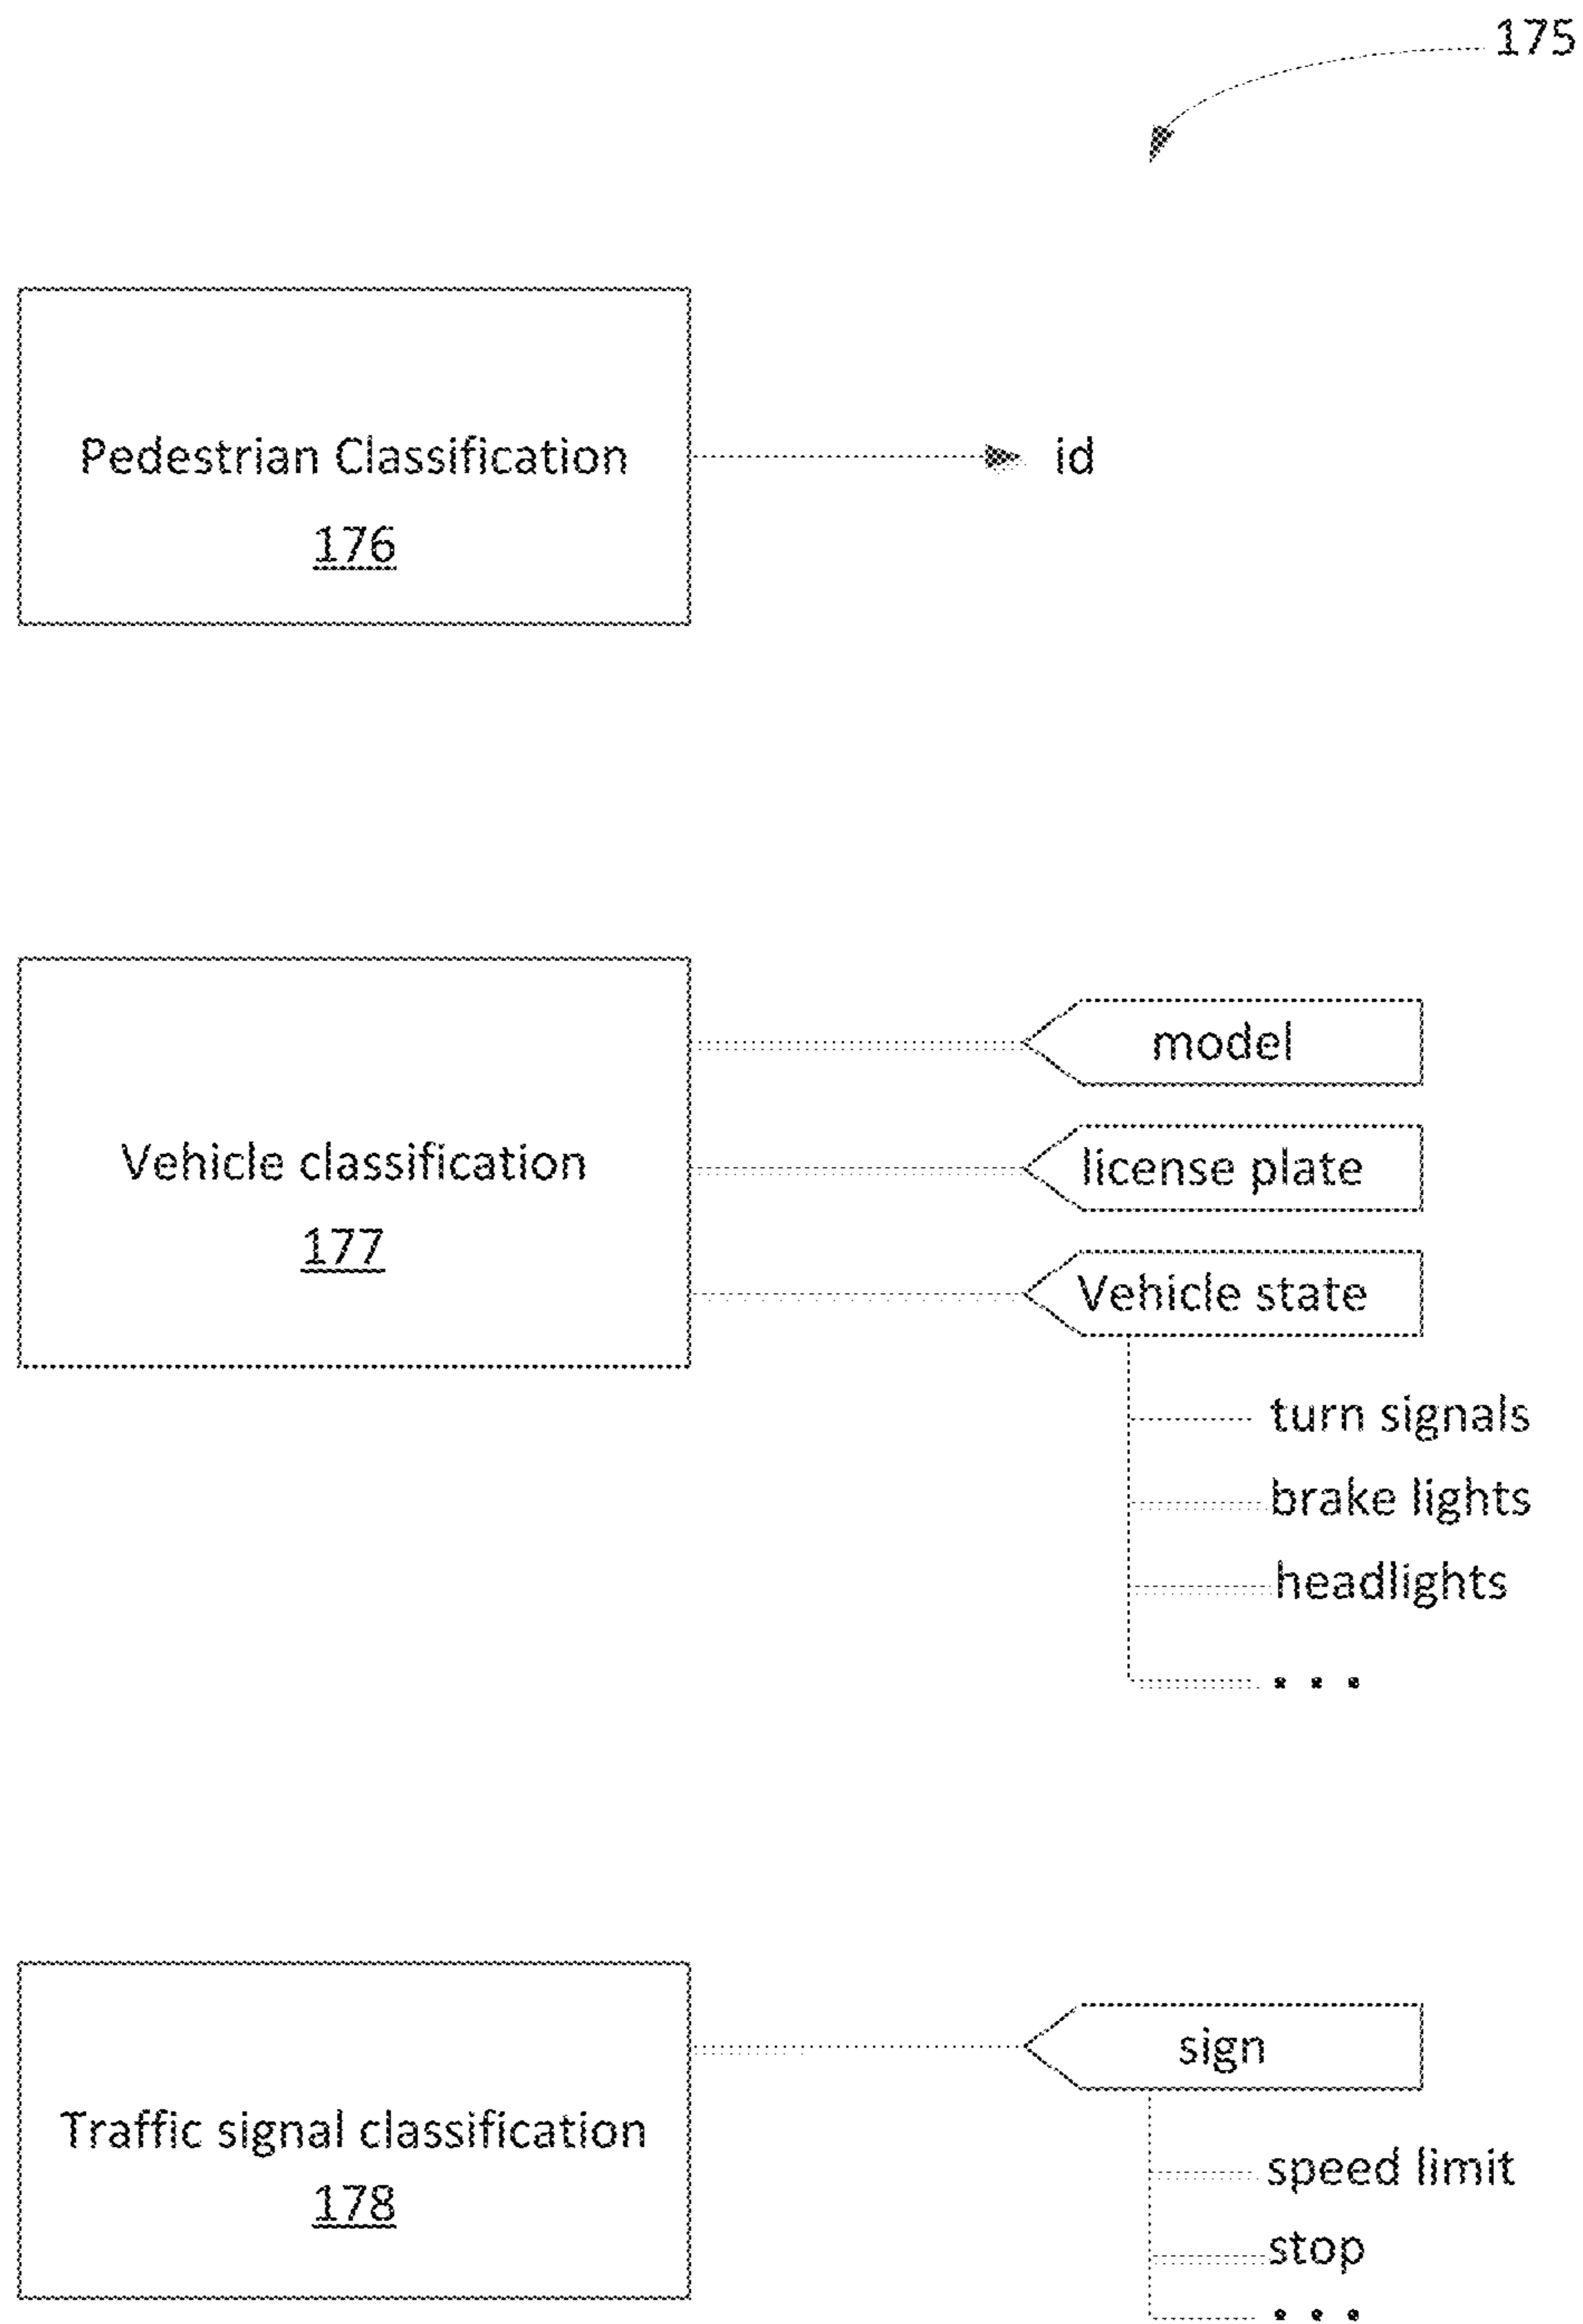 175
Pedestrian Classification
176
id
Vehicle classification
177
model
license plate
Vehicle state
turn signals
brake lights
headlights
. . .
Traffic signal classification
178
sign
speed limit
stop
. . .